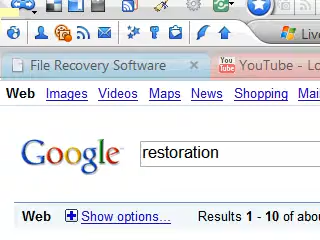 Live
File Recovery Software
YouTube - Lo
Web Images Videos Maps News Shopping Mai
Google
restoration
Web Show options... Results 1 - 10 of abou